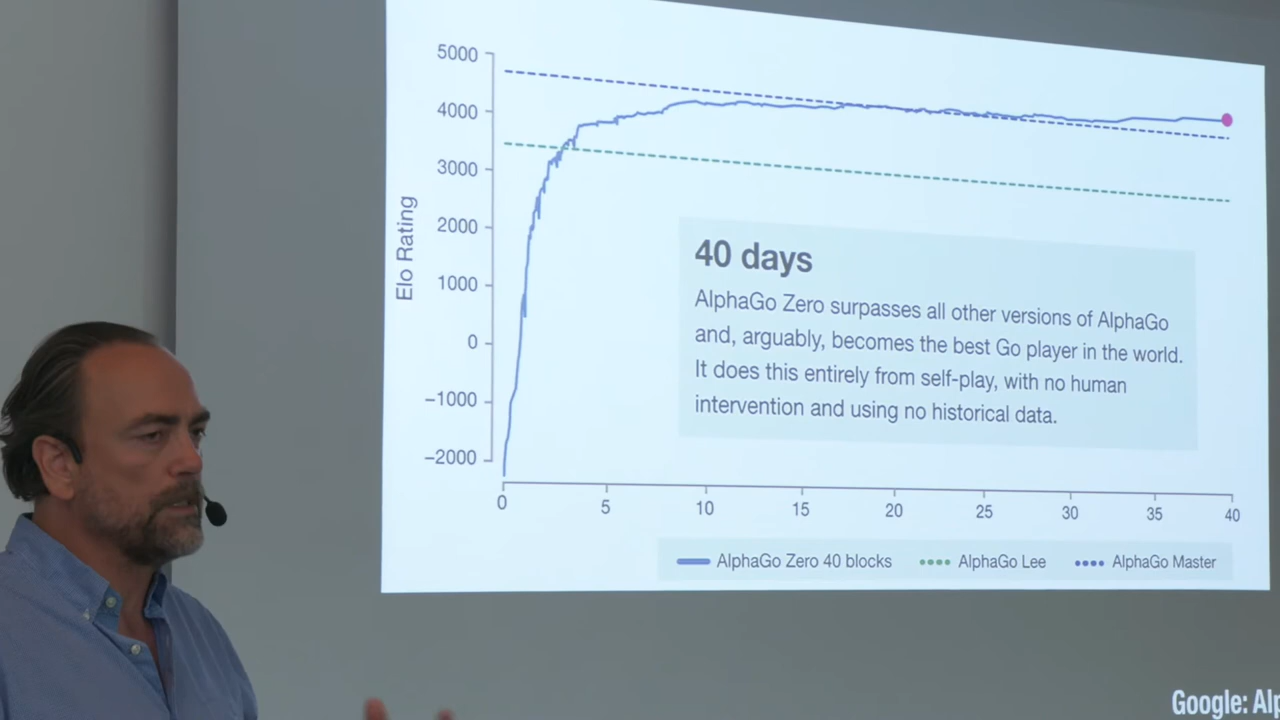 5000
4000
3000
2000
1000
0
−1000
−2000
Elo Rating
40 days
AlphaGo Zero surpasses all other versions of AlphaGo
and, arguably, becomes the best Go player in the world.
It does this entirely from self-play, with no human
intervention and using no historical data.
0 5 10 15 20 25 30 35 40
AlphaGo Zero 40 blocks AlphaGo Lee AlphaGo Master
Google: